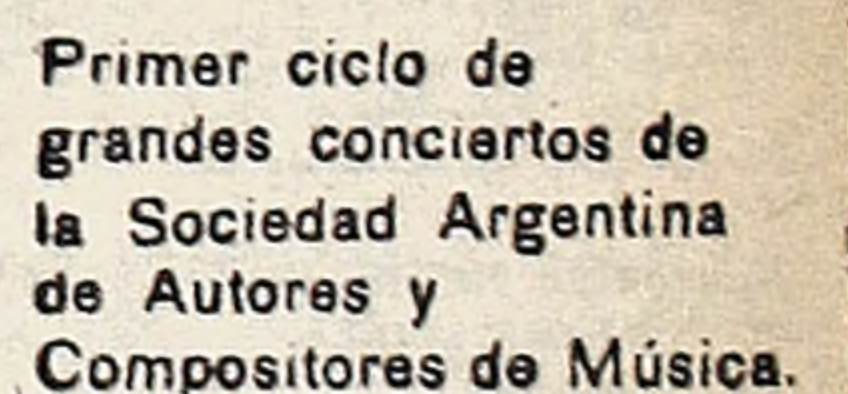 Primer ciclo de
grandes conciertos de
la Sociedad Argentina
de Autores y
Compositores de Música.